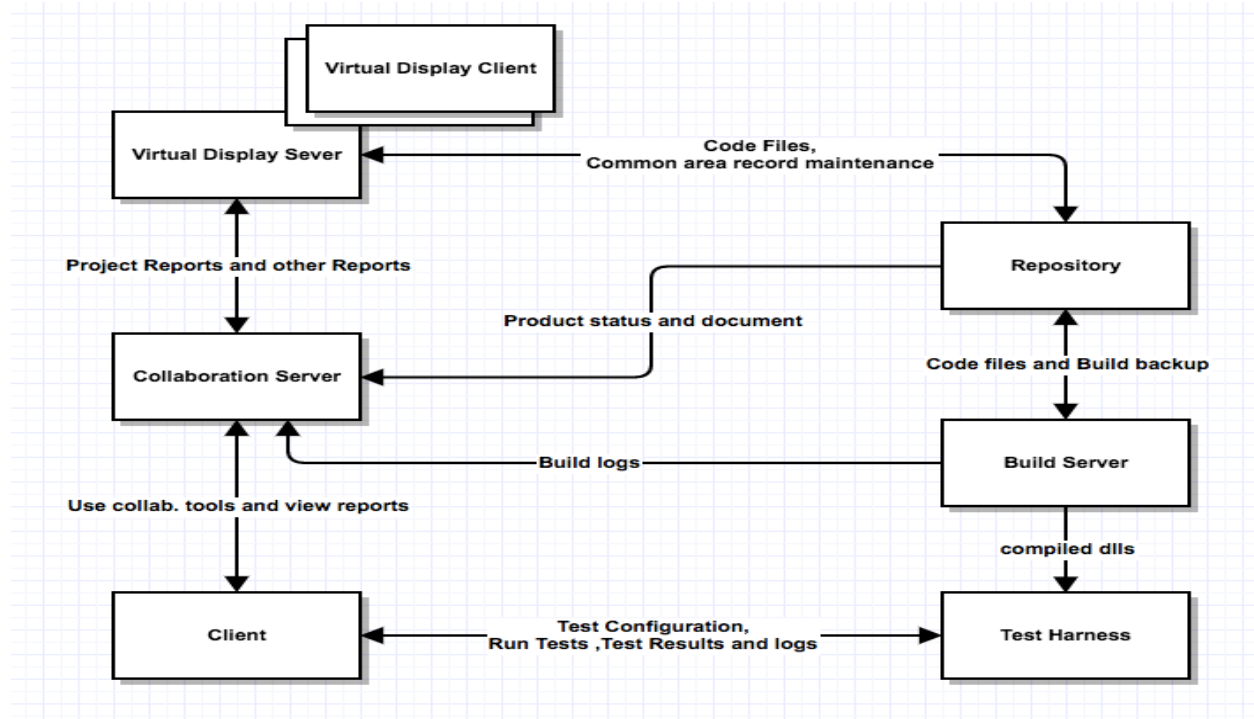 Virtual Display Client
Virtual Display Sever
Code Files,
Common area record maintenance
Project Reports and other Reports
Repository
Product status and document
Collaboration Server
Code files and Build backup
Build logs
Build Server
Use collab. tools and view reports
compiled dlls
Client
Test Configuration,
Run Tests ,Test Results and logs
Test Harness